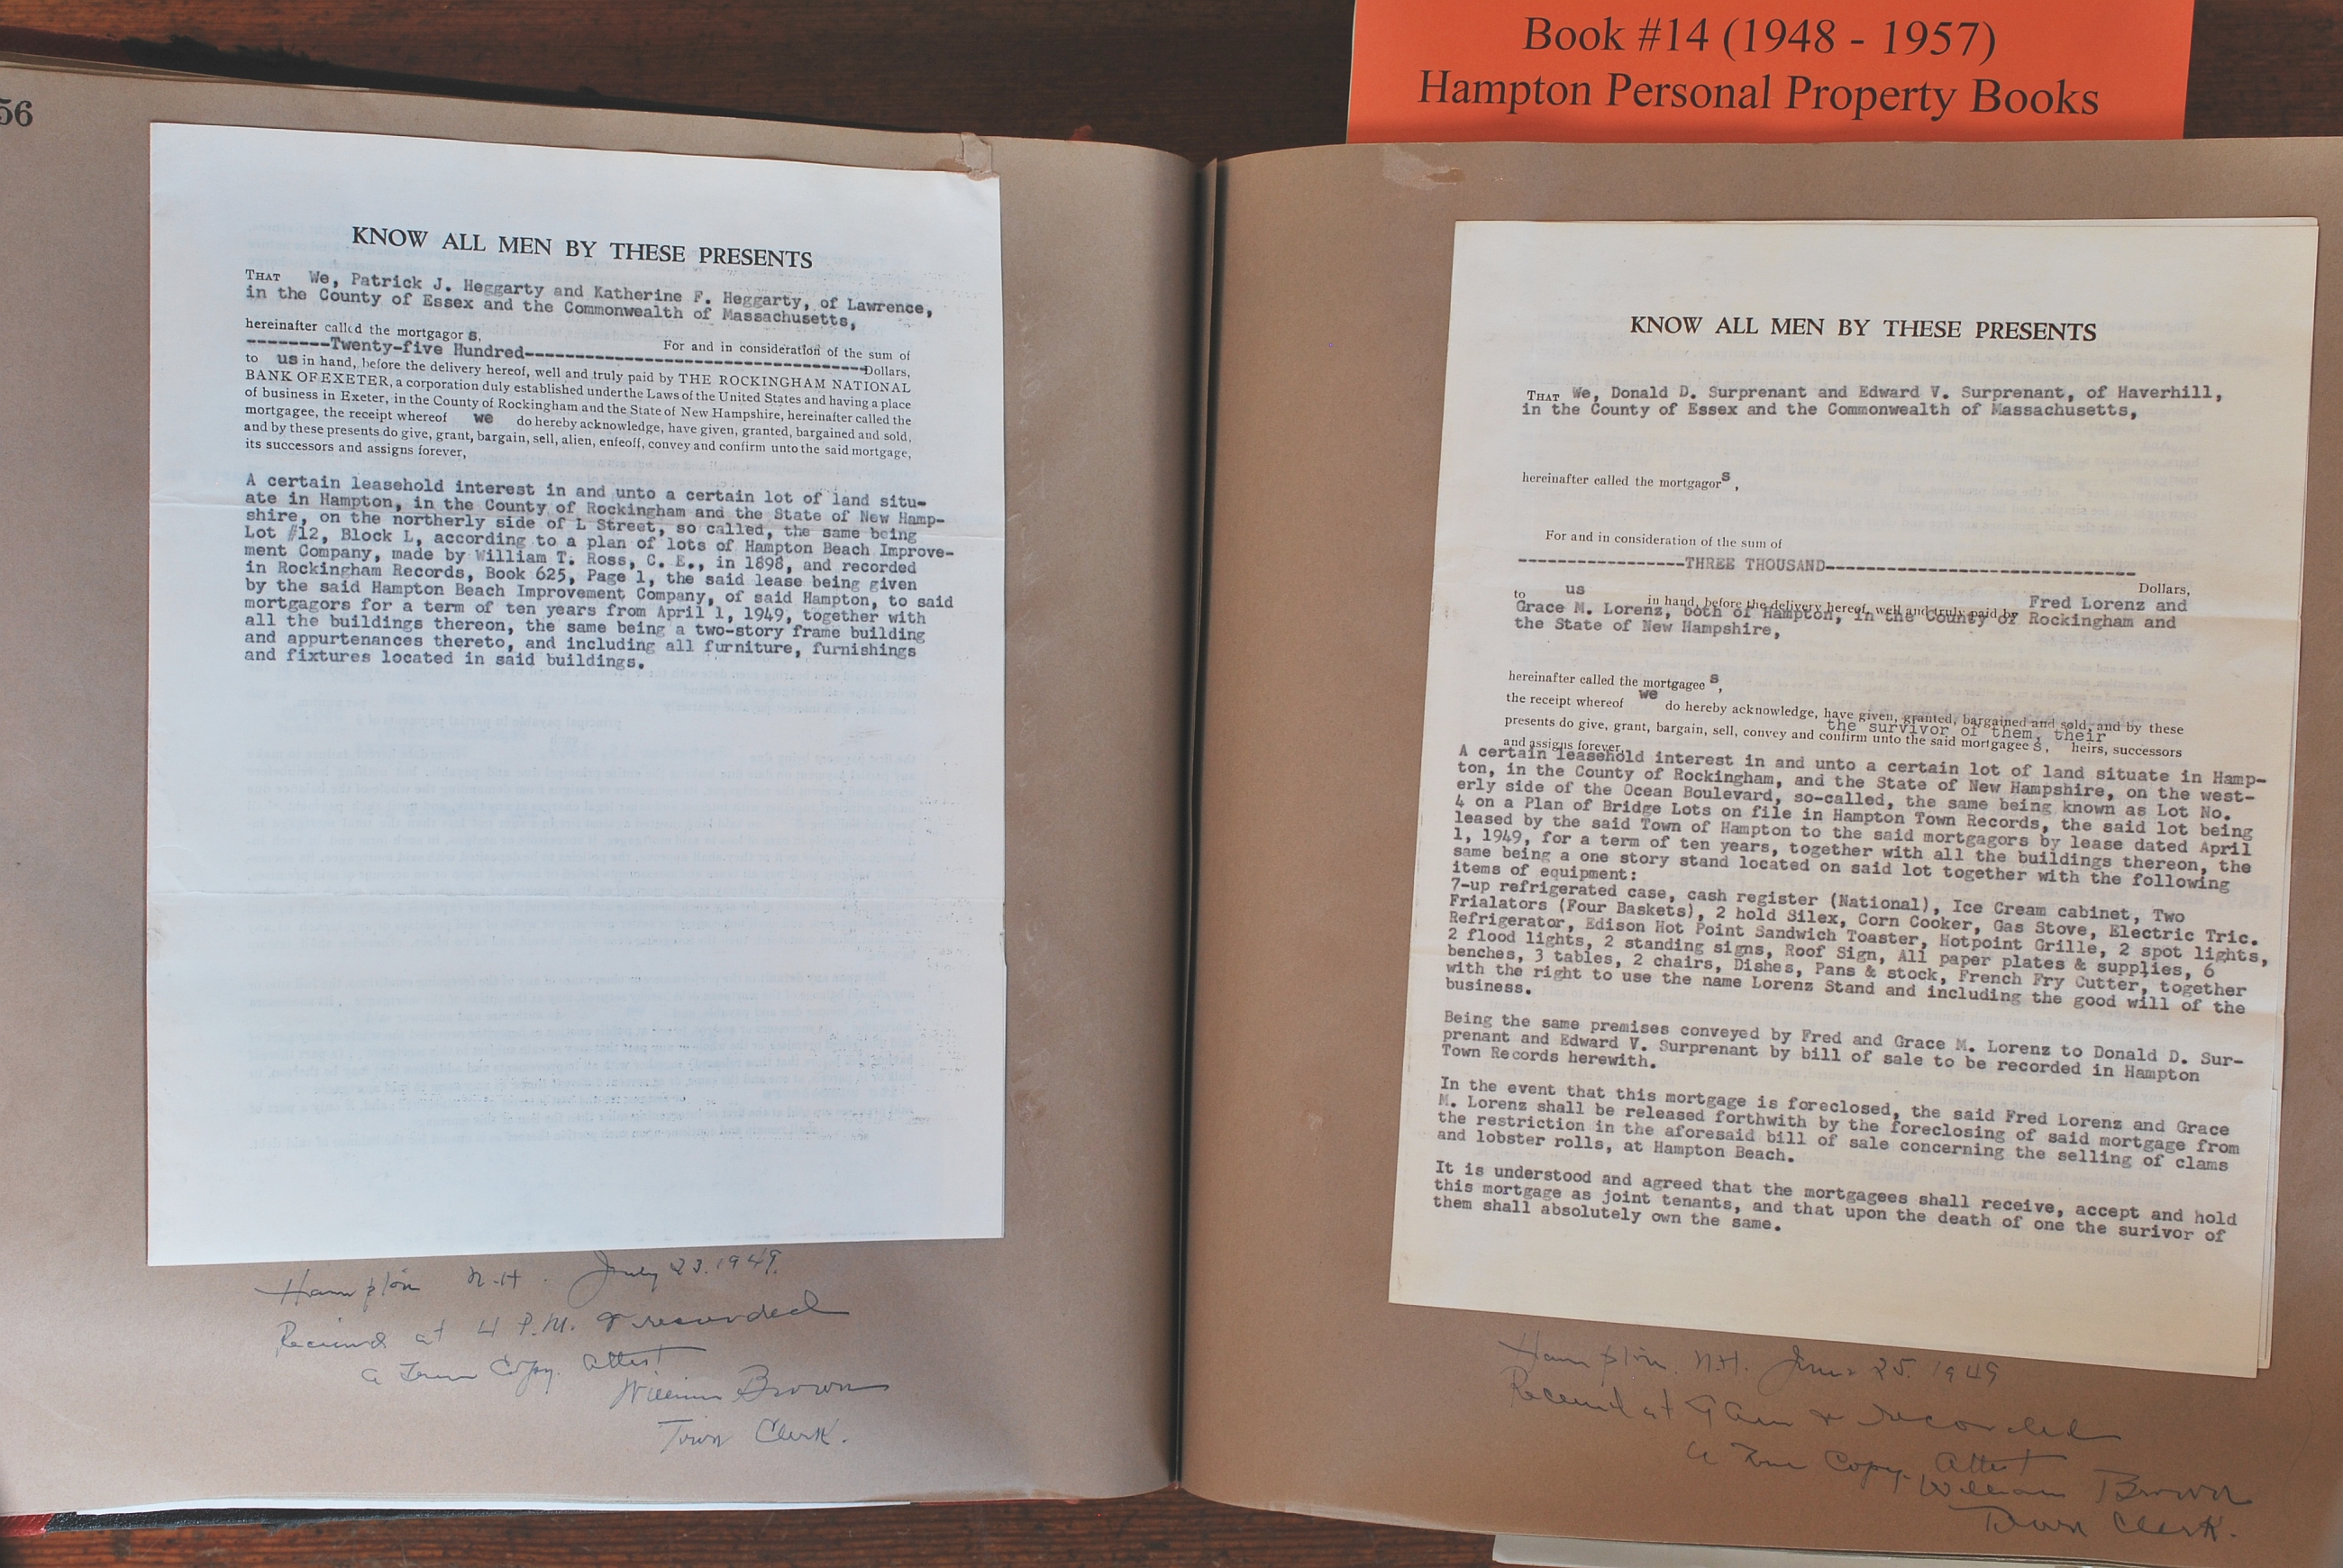 Book #14 (1948 - 1957)
Hampton Personal Property Books
56
KNOW ALL MEN BY THESE PRESENTS
THAT We, Patrick J. Heggarty and Katherine F. Heggarty, of Lawrence,
in the County of Essex and the Commonwealth of Massachusetts,
hereinafter called the mortgagor s,
For and in consideration of the sum of
--------Twenty-five Hundred---------------------------------Dollars,
to us in hand, before the delivery hereof, well and truly paid by THE ROCKINGHAM NATIONAL
BANK OF EXETER, a corporation duly established under the Laws of the United States and having a place
of business in Exeter, in the County of Rockingham and the State of New Hampshire, hereinafter called the
mortgagee, the receipt whereof we do hereby acknowledge, have given, granted, bargained and sold,
and by these presents do give, grant, bargain, sell, alien, enfeoff, convey and confirm unto the said mortgage,
its successors and assigns forever,
A certain leasehold interest in and unto a certain lot of land situ-
ate in Hampton, in the County of Rockingham and the State of New Hamp-
shire, on the northerly side of L Street, so called, the same being
Lot #12, Block L, according to a plan of lots of Hampton Beach Improve-
ment Company, made by William T. Ross, C. E., in 1898, and recorded
in Rockingham Records, Book 625, Page 1, the said lease being given
by the said Hampton Beach Improvement Company, of said Hampton, to said
mortgagors for a term of ten years from April 1, 1949, together with
all the buildings thereon, the same being a two-story frame building
and appurtenances thereto, and including all furniture, furnishings
and fixtures located in said buildings.
Hampton N.H. July 23. 1949.
Received at 4 P.M. & recorded
a True Copy. Attest
William Brown
Town Clerk.
KNOW ALL MEN BY THESE PRESENTS
THAT We, Donald D. Surprenant and Edward V. Surprenant, of Haverhill,
in the County of Essex and the Commonwealth of Massachusetts,
hereinafter called the mortgagor s,
For and in consideration of the sum of
-----------------THREE THOUSAND-------------------------------
Dollars,
to us in hand, before the delivery hereof, well and truly paid by Fred Lorenz and
Grace M. Lorenz, both of Hampton, in the County of Rockingham and
the State of New Hampshire,
hereinafter called the mortgagee s,
the receipt whereof we do hereby acknowledge, have given, granted, bargained and sold, and by these
the survivor of them, their
presents do give, grant, bargain, sell, convey and confirm unto the said mortgagee s, heirs, successors
and assigns forever,
A certain leasehold interest in and unto a certain lot of land situate in Hamp-
ton, in the County of Rockingham, and the State of New Hampshire, on the west-
erly side of the Ocean Boulevard, so-called, the same being known as Lot No.
4 on a Plan of Bridge Lots on file in Hampton Town Records, the said lot being
leased by the said Town of Hampton to the said mortgagors by lease dated April
1, 1949, for a term of ten years, together with all the buildings thereon, the
same being a one story stand located on said lot together with the following
items of equipment:
7-up refrigerated case, cash register (National), Ice Cream cabinet, Two
Frialators (Four Baskets), 2 hold Silex, Corn Cooker, Gas Stove, Electric Tric.
Refrigerator, Edison Hot Point Sandwich Toaster, Hotpoint Grille, 2 spot lights,
2 flood lights, 2 standing signs, Roof Sign, All paper plates & supplies, 6
benches, 3 tables, 2 chairs, Dishes, Pans & stock, French Fry Cutter, together
with the right to use the name Lorenz Stand and including the good will of the
business.
Being the same premises conveyed by Fred and Grace M. Lorenz to Donald D. Sur-
prenant and Edward V. Surprenant by bill of sale to be recorded in Hampton
Town Records herewith.
In the event that this mortgage is foreclosed, the said Fred Lorenz and Grace
M. Lorenz shall be released forthwith by the foreclosing of said mortgage from
the restriction in the aforesaid bill of sale concerning the selling of clams
and lobster rolls, at Hampton Beach.
It is understood and agreed that the mortgagees shall receive, accept and hold
this mortgage as joint tenants, and that upon the death of one the surivor of
them shall absolutely own the same.
Hampton. N.H. June 25. 1949
Received at 9 am & recorded
a True Copy. Attest
William Brown
Town Clerk.